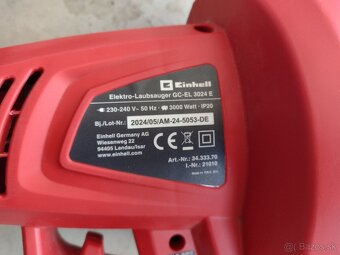 Einhell
Elektro-Laubsauger GC-EL 3024 E
230-240 V~ 50 Hz · 3000 Watt · IP20
Bj./Lot-Nr.: 2024/05/AM-24-5053-DE
Einhell Germany AG
Wiesenweg 22
94405 Landau/Isar
www.einhell.com
Art.-Nr.: 34.333.70
I.-Nr.: 21010
bazos.sk